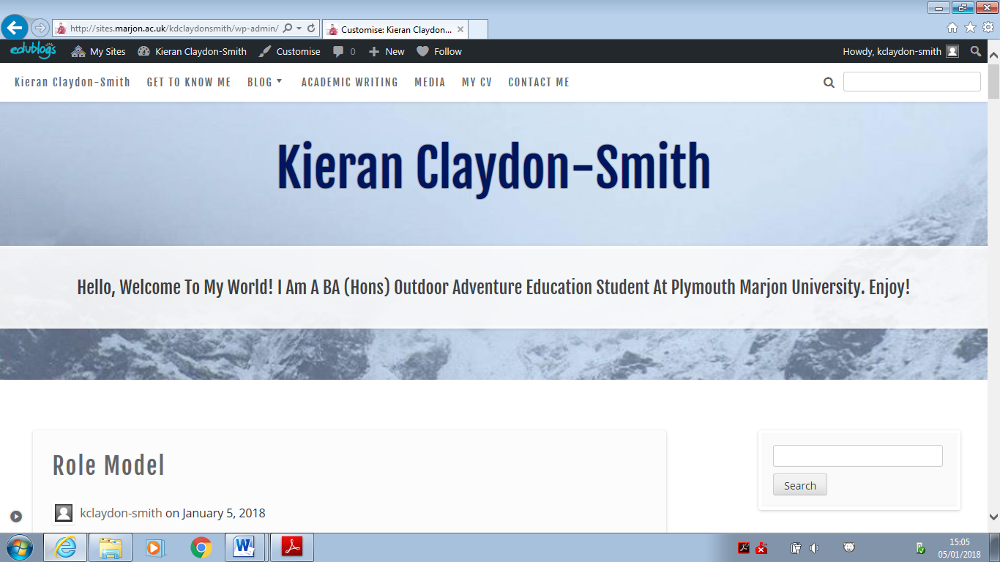 http://sites.marjon.ac.uk/kdclaydonsmith/wp-admin/
Customise: Kieran Claydon...
edublogs My Sites Kieran Claydon-Smith Customise 0 New Follow Howdy, kclaydon-smith
Kieran Claydon-Smith GET TO KNOW ME BLOG ACADEMIC WRITING MEDIA MY CV CONTACT ME
Kieran Claydon-Smith
Hello, Welcome To My World! I Am A BA (Hons) Outdoor Adventure Education Student At Plymouth Marjon University. Enjoy!
Role Model
Search
kclaydon-smith on January 5, 2018
15:05
05/01/2018